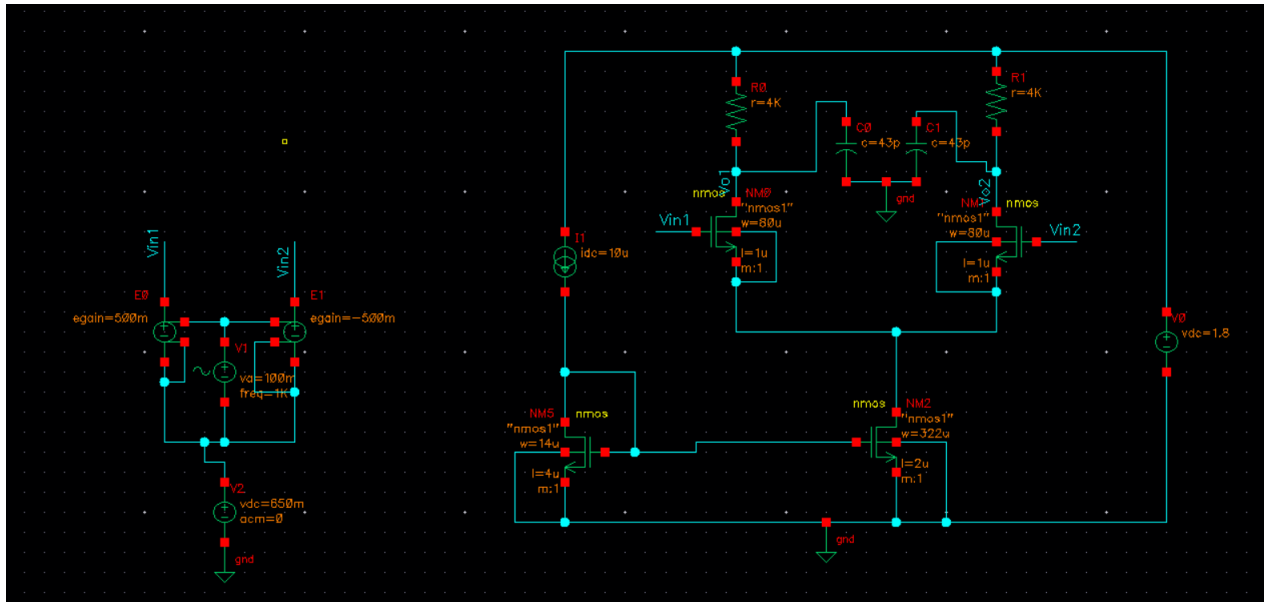 Vin1
Vin2
E0
egain=500m
E1
egain=-500m
V1
va=100m
freq=1K
V2
vdc=650m
acm=0
gnd
R0
r=4K
R1
r=4K
C0
c=43p
C1
c=43p
gnd
Vo1
Vo2
nmos
NM0
"nmos1"
w=80u
l=1u
m:1
Vin1
nmos
"nmos1"
w=80u
l=1u
m:1
Vin2
I1
idc=10u
V0
vdc=1.8
NM5
nmos
"nmos1"
w=14u
l=4u
m:1
nmos
NM2
"nmos1"
w=322u
l=2u
m:1
gnd